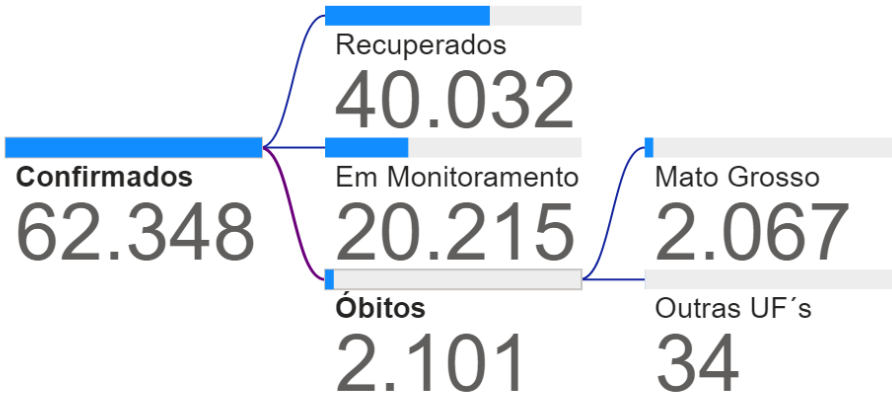 Recuperados
40.032
Confirmados
62.348
Em Monitoramento
20.215
Mato Grosso
2.067
Óbitos
2.101
Outras UF´s
34